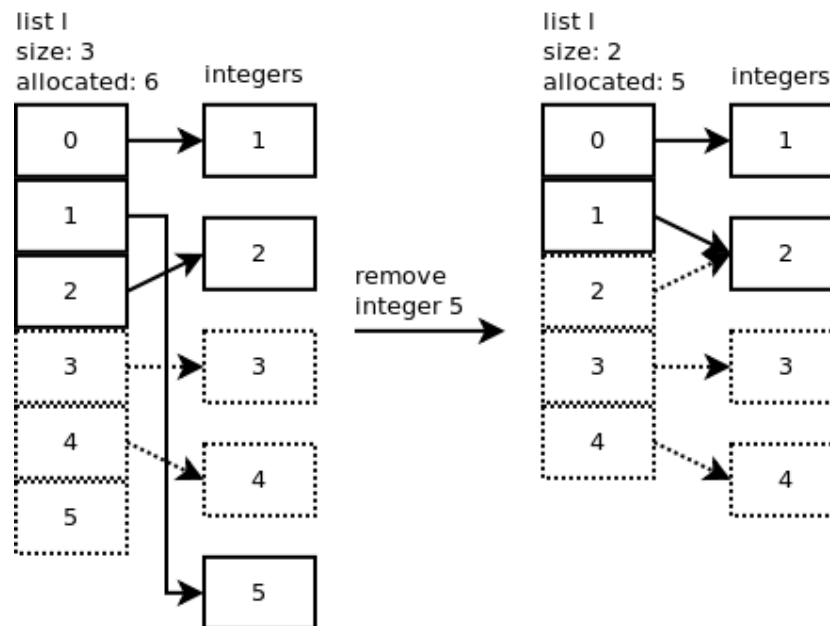 list l
size: 3
allocated: 6
integers
0
1
1
2
2
3
3
4
4
5
5
remove
integer 5
list l
size: 2
allocated: 5
integers
0
1
1
2
2
3
3
4
4